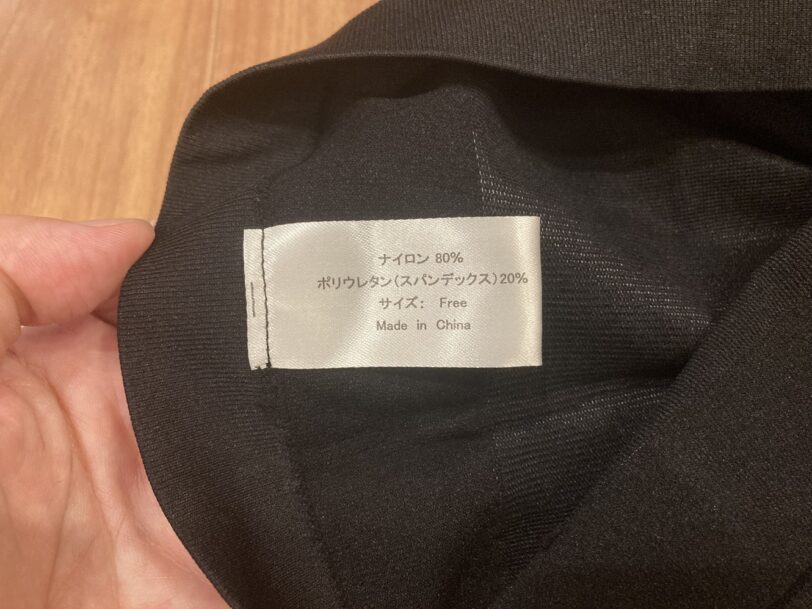 ナイロン 80%
ポリウレタン(スパンデックス)20%
サイズ: Free
Made in China